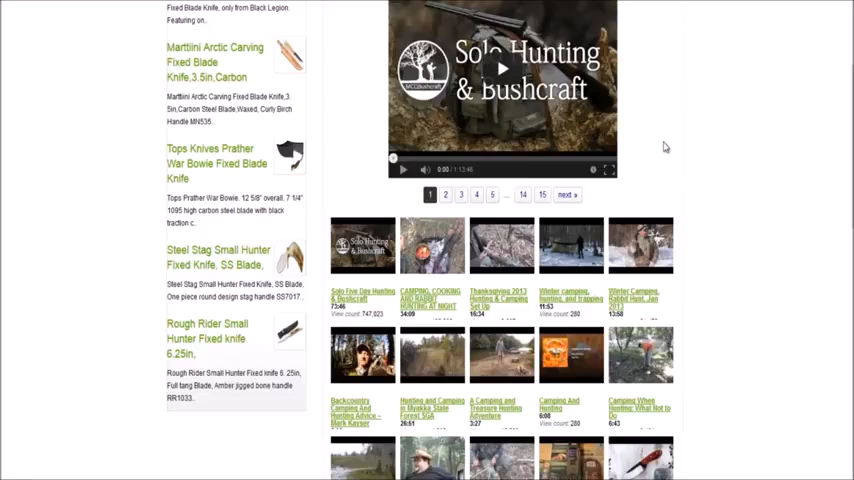 Fixed Blade Knife, only from Black Legion.
Featuring on..
Marttiini Arctic Carving
Fixed Blade
Knife,3.5in,Carbon
Marttiini Arctic Carving Fixed Blade Knife,3.
5in,Carbon Steel Blade,Waxed, Curly Birch
Handle MN535..
Tops Knives Prather
War Bowie Fixed Blade
Knife
Tops Prather War Bowie. 12 5/8" overall. 7 1/4"
1095 high carbon steel blade with black
traction c..
Steel Stag Small Hunter
Fixed Knife, SS Blade,
Steel Stag Small Hunter Fixed Knife, SS Blade,
One piece round design stag handle SS7017..
Rough Rider Small
Hunter Fixed knife
6.25in,
Rough Rider Small Hunter Fixed knife 6. 25in,
Full tang Blade, Amber jigged bone handle
RR1033..
Solo Hunting
& Bushcraft
MCQBushcraft
0:00 / 1:13:46
1 2 3 4 5 ... 14 15 next »
Solo Hunting
& Bushcraft
Solo Five Day Hunting
& Bushcraft
73:46
View count: 747,023
CAMPING, COOKING
AND RABBIT
HUNTING AT NIGHT
34:09
Thanksgiving 2013
Hunting & Camping
Set Up
16:34
Winter camping,
hunting, and trapping
11:53
View count: 280
Winter Camping,
Rabbit Hunt, Jan
2013
13:58
Backcountry
Camping And
Hunting Advice –
Mark Kayser
Hunting and Camping
in Myakka State
Forest SGA
26:51
A Camping and
Treasure Hunting
Adventure
3:27
Camping And
Hunting
6:08
View count: 280
Camping When
Hunting: What Not to
Do
6:43